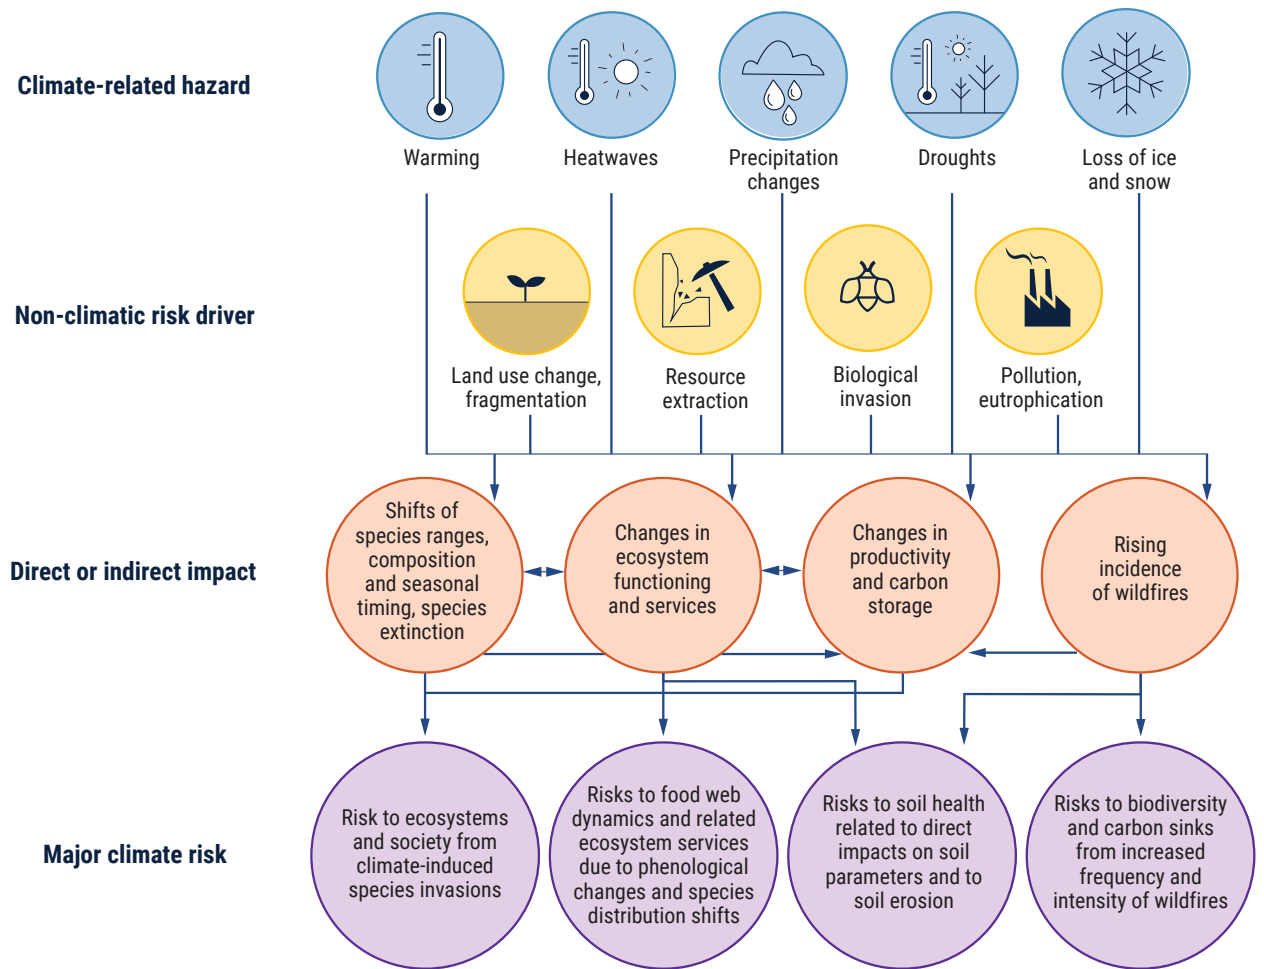 Climate-related hazard
Warming
Heatwaves
Precipitation
changes
Droughts
Loss of ice
and snow
Non-climatic risk driver
Land use change,
fragmentation
Resource
extraction
Biological
invasion
Pollution,
eutrophication
Direct or indirect impact
Shifts of
species ranges,
composition
and seasonal
timing, species
extinction
Changes in
ecosystem
functioning
and services
Changes in
productivity
and carbon
storage
Rising
incidence
of wildfires
Major climate risk
Risk to ecosystems
and society from
climate-induced
species invasions
Risks to food web
dynamics and related
ecosystem services
due to phenological
changes and species
distribution shifts
Risks to soil health
related to direct
impacts on soil
parameters and to
soil erosion
Risks to biodiversity
and carbon sinks
from increased
frequency and
intensity of wildfires